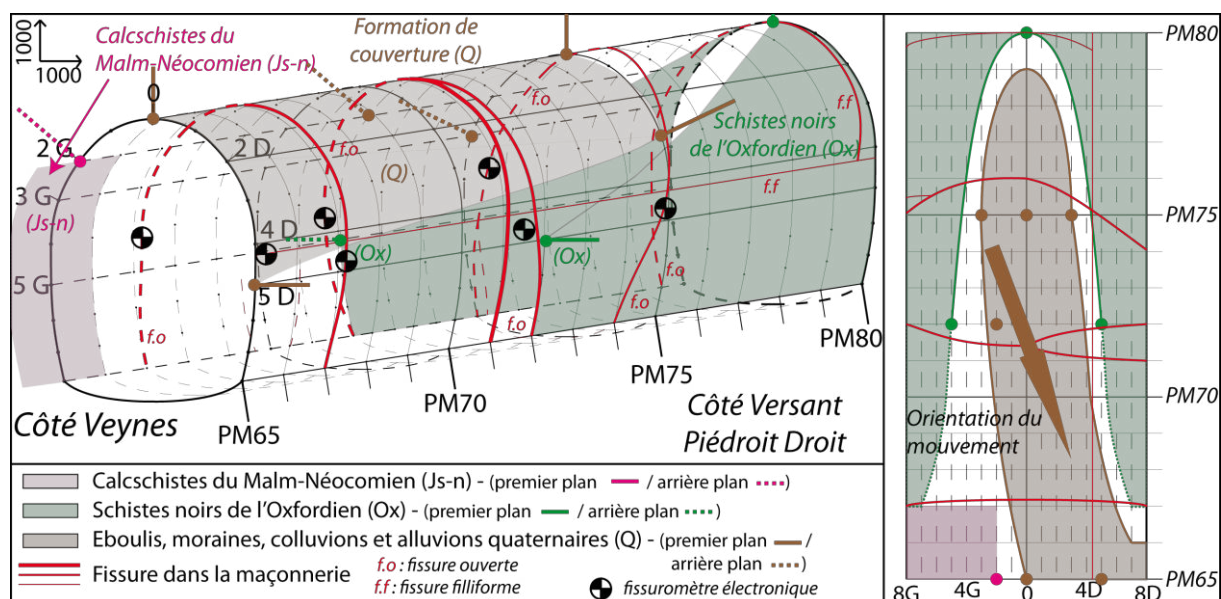 1000
1000
Calcschistes du
Malm-Néocomien (Js-n)
Formation de
couverture (Q)
0
2 G
3 G
(Js-n)
5 G
2 D
4 D
5 D
(Q)
(Ox)
(Ox)
Schistes noirs
de l'Oxfordien (Ox)
f.o
f.o
f.o
f.o
f.o
f.o
f.o
f.f
f.f
PM65
PM70
PM75
PM80
Côté Veynes
Côté Versant
Piédroit Droit
Calcschistes du Malm-Néocomien (Js-n) - (premier plan / arrière plan )
Schistes noirs de l'Oxfordien (Ox) - (premier plan / arrière plan )
Eboulis, moraines, colluvions et alluvions quaternaires (Q) - (premier plan /
arrière plan )
Fissure dans la maçonnerie
f.o : fissure ouverte
f.f : fissure filliforme
fissuromètre électronique
PM80
PM75
PM70
PM65
Orientation du
mouvement
8G 4G 0 4D 8D